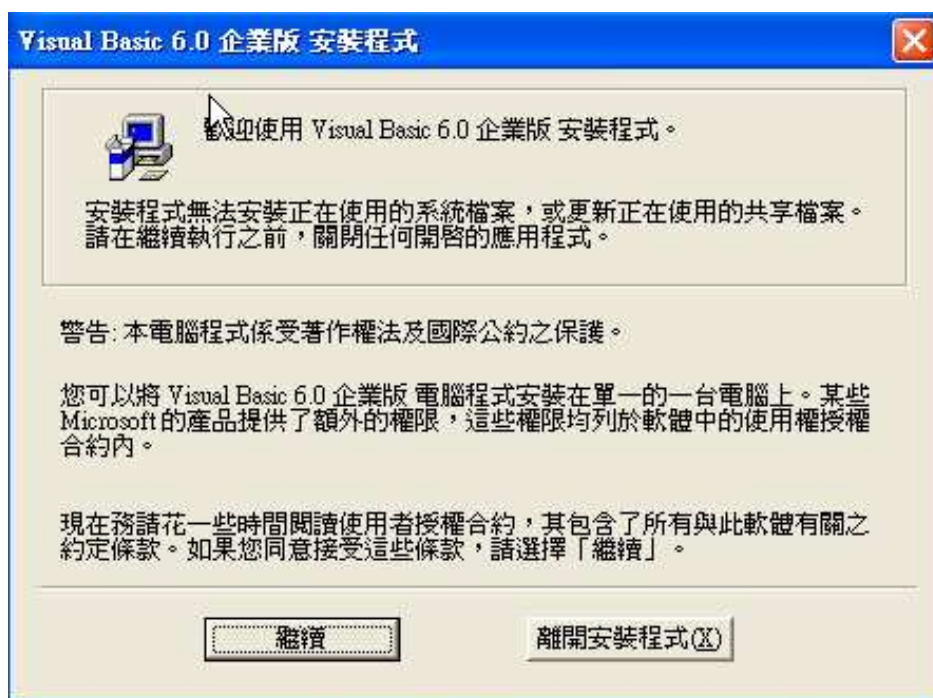 Visual Basic 6.0 企業版 安裝程式
歡迎使用 Visual Basic 6.0 企業版 安裝程式。
安裝程式無法安裝正在使用的系統檔案，或更新正在使用的共享檔案。
請在繼續執行之前，關閉任何開啟的應用程式。
警告: 本電腦程式係受著作權法及國際公約之保護。
您可以將 Visual Basic 6.0 企業版 電腦程式安裝在單一的一台電腦上。某些
Microsoft 的產品提供了額外的權限，這些權限均列於軟體中的使用權授權
合約內。
現在務請花一些時間閱讀使用者授權合約，其包含了所有與此軟體有關之
約定條款。如果您同意接受這些條款，請選擇「繼續」。
繼續
離開安裝程式(X)